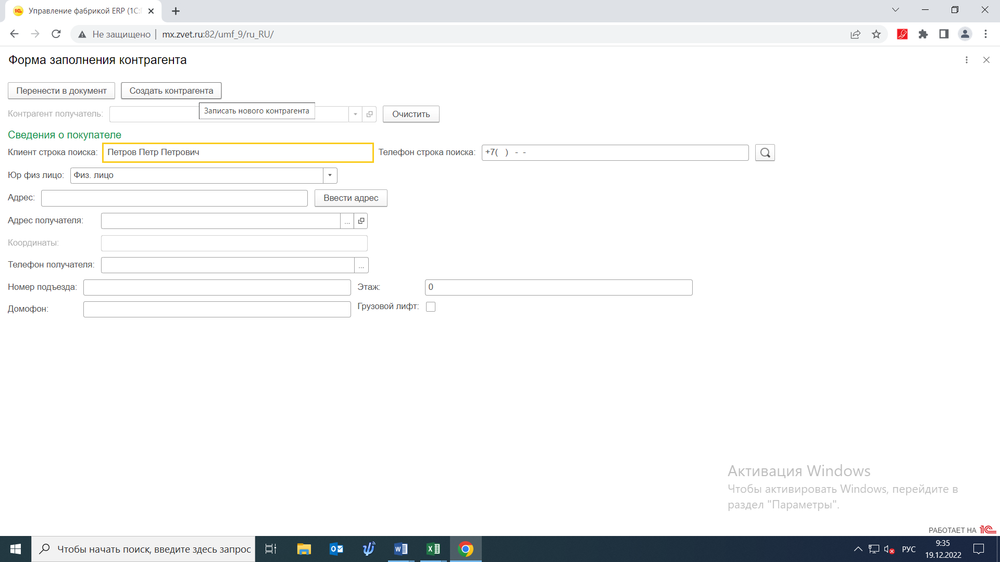 Управление фабрикой ERP (1С:
Не защищено
mx.zvet.ru:82/umf_9/ru_RU/
Форма заполнения контрагента
Перенести в документ
Создать контрагента
Контрагент получатель:
Записать нового контрагента
Очистить
Сведения о покупателе
Клиент строка поиска: Петров Петр Петрович
Телефон строка поиска: +7( ) - -
Юр физ лицо: Физ. лицо
Адрес:
Ввести адрес
Адрес получателя: ...
Координаты:
Телефон получателя: ...
Номер подъезда:
Этаж: 0
Домофон:
Грузовой лифт:
Активация Windows
Чтобы активировать Windows, перейдите в
раздел "Параметры".
РАБОТАЕТ НА 1С
Чтобы начать поиск, введите здесь запрос
РУС
9:35
19.12.2022